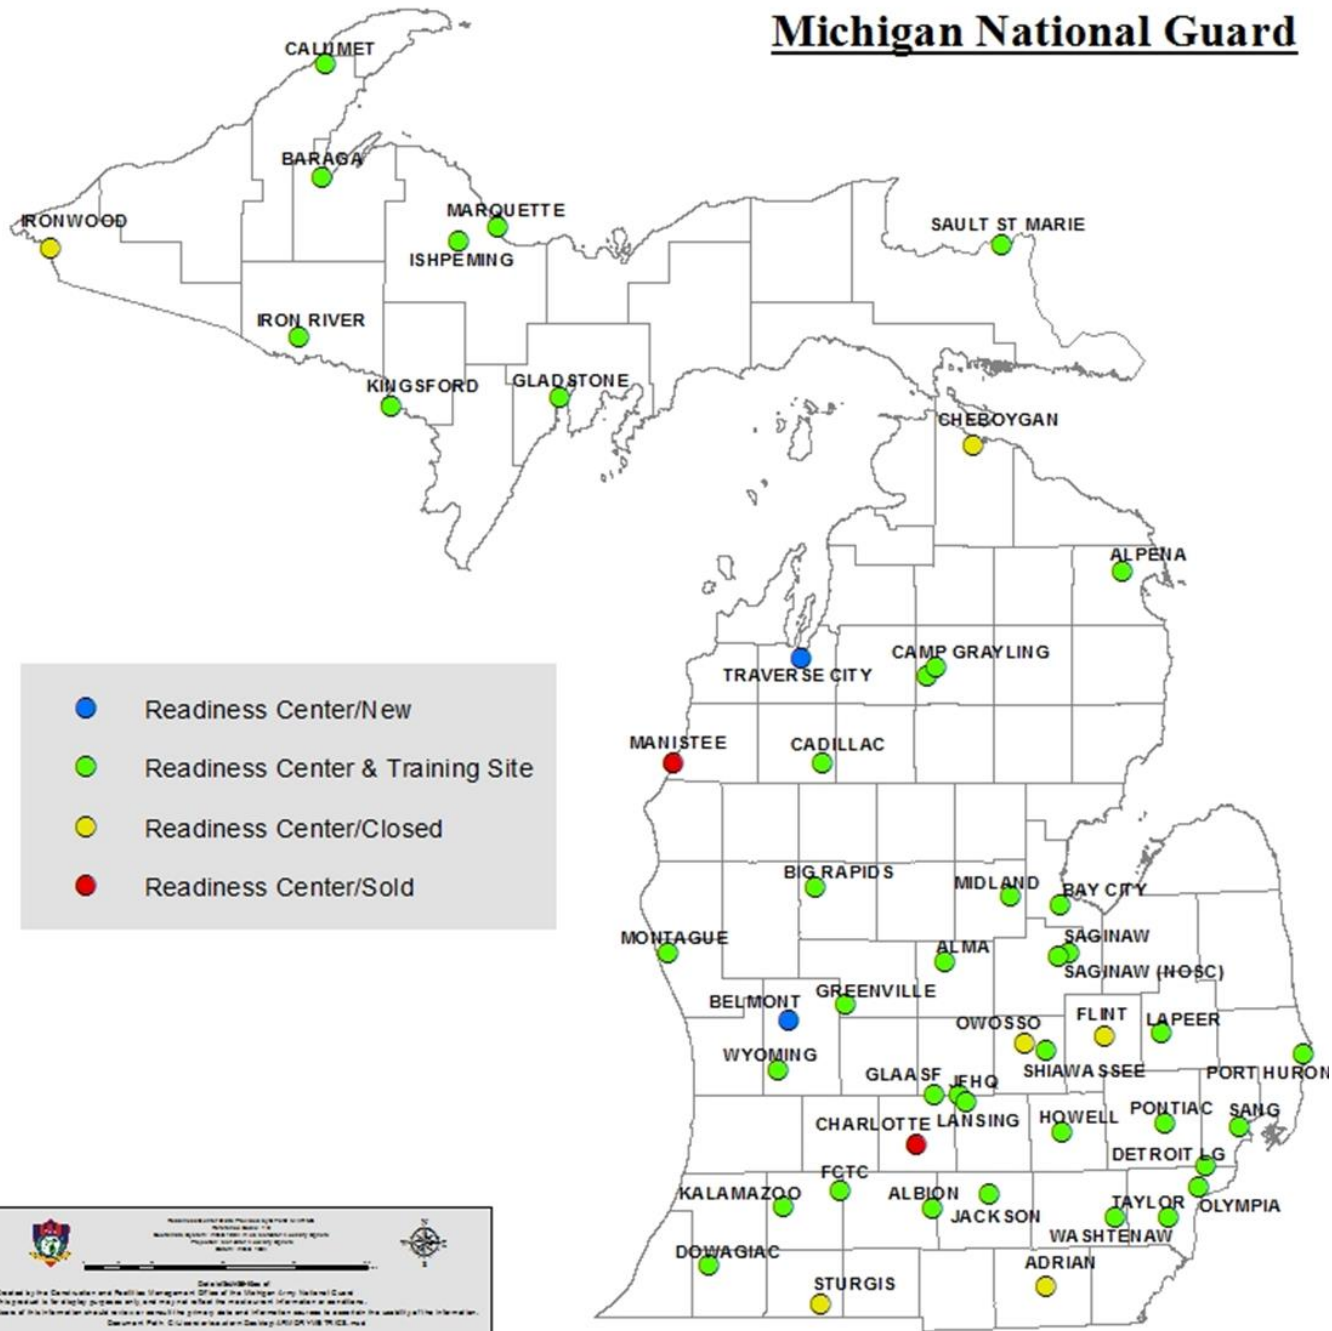 Michigan National Guard
CALUMET
BARAGA
IRONWOOD
MARQUETTE
SAULT ST MARIE
ISHPEMING
IRON RIVER
KINGSFORD
GLADSTONE
CHEBOYGAN
ALPENA
CAMP GRAYLING
TRAVERSE CITY
MANISTEE
CADILLAC
Readiness Center/New
Readiness Center & Training Site
Readiness Center/Closed
Readiness Center/Sold
BIG RAPIDS
MIDLAND
BAY CITY
MONTAGUE
ALMA
SAGINAW
SAGINAW (NOSC)
BELMONT
GREENVILLE
OWOSSO
FLINT
LAPEER
WYOMING
GLAASF
JFHQ
SHIAWASSEE
PORT HURON
CHARLOTTE
LANSING
HOWELL
PONTIAC
SANG
DETROIT LG
FCTC
KALAMAZOO
ALBION
JACKSON
TAYLOR
OLYMPIA
WASHTENAW
DOWAGIAC
ADRIAN
STURGIS